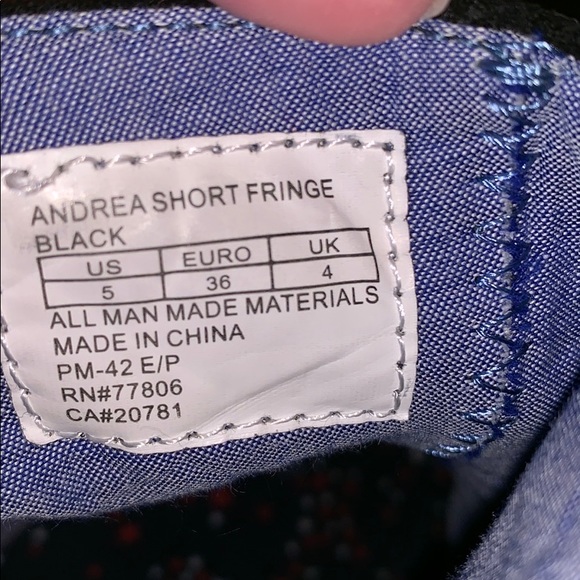 ANDREA SHORT FRINGE
BLACK
US EURO UK
5 36 4
ALL MAN MADE MATERIALS
MADE IN CHINA
PM-42 E/P
RN#77806
CA#20781